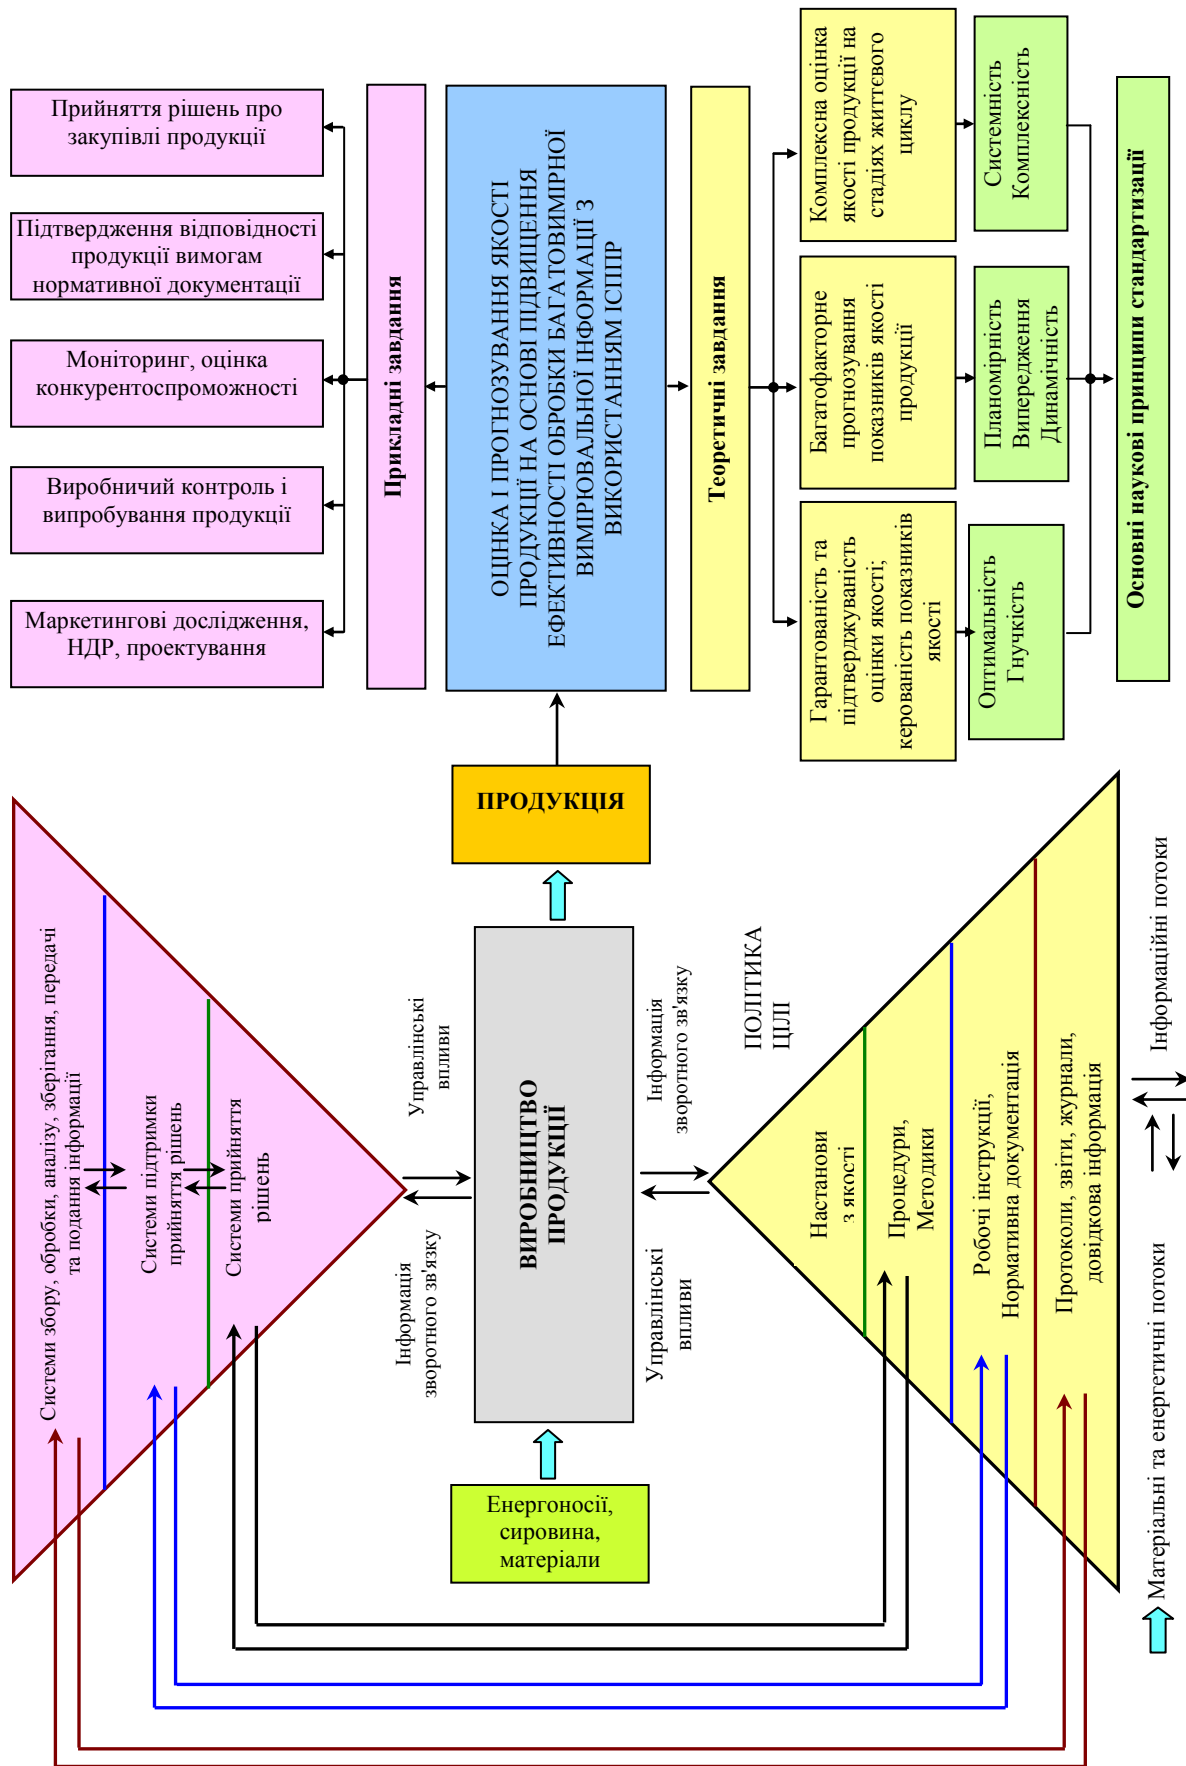 Прийняття рішень про
закупівлі продукції
Підтвердження відповідності
продукції вимогам
нормативної документації
Моніторинг, оцінка
конкурентоспроможності
Виробничий контроль і
випробування продукції
Маркетингові дослідження,
НДР, проектування
Прикладні завдання
ОЦІНКА І ПРОГНОЗУВАННЯ ЯКОСТІ
ПРОДУКЦІЇ НА ОСНОВІ ПІДВИЩЕННЯ
ЕФЕКТИВНОСТІ ОБРОБКИ БАГАТОВИМІРНОЇ
ВИМІРЮВАЛЬНОЇ ІНФОРМАЦІЇ З
ВИКОРИСТАННЯМ ІСППР
Теоретичні завдання
Комплексна оцінка
якості продукції на
стадіях життєвого
циклу
Багатофакторне
прогнозування
показників якості
продукції
Гарантованість та
підтверджуваність
оцінки якості;
керованість показників
якості
Системність
Комплексність
Планомірність
Випередження
Динамічність
Оптимальність
Гнучкість
Основні наукові принципи стандартизації
ПРОДУКЦІЯ
Системи збору, обробки, аналізу, зберігання, передачі
та подання інформації
Системи підтримки
прийняття рішень
Системи прийняття
рішень
Управлінські
впливи
Інформація
зворотного зв'язку
ВИРОБНИЦТВО
ПРОДУКЦІЇ
Інформація
зворотного зв'язку
Управлінські
впливи
Енергоносії,
сировина,
матеріали
ПОЛІТИКА
ЦІЛІ
Настанови
з якості
Процедури,
Методики
Робочі інструкції,
Нормативна документація
Протоколи, звіти, журнали,
довідкова інформація
Матеріальні та енергетичні потоки
Інформаційні потоки